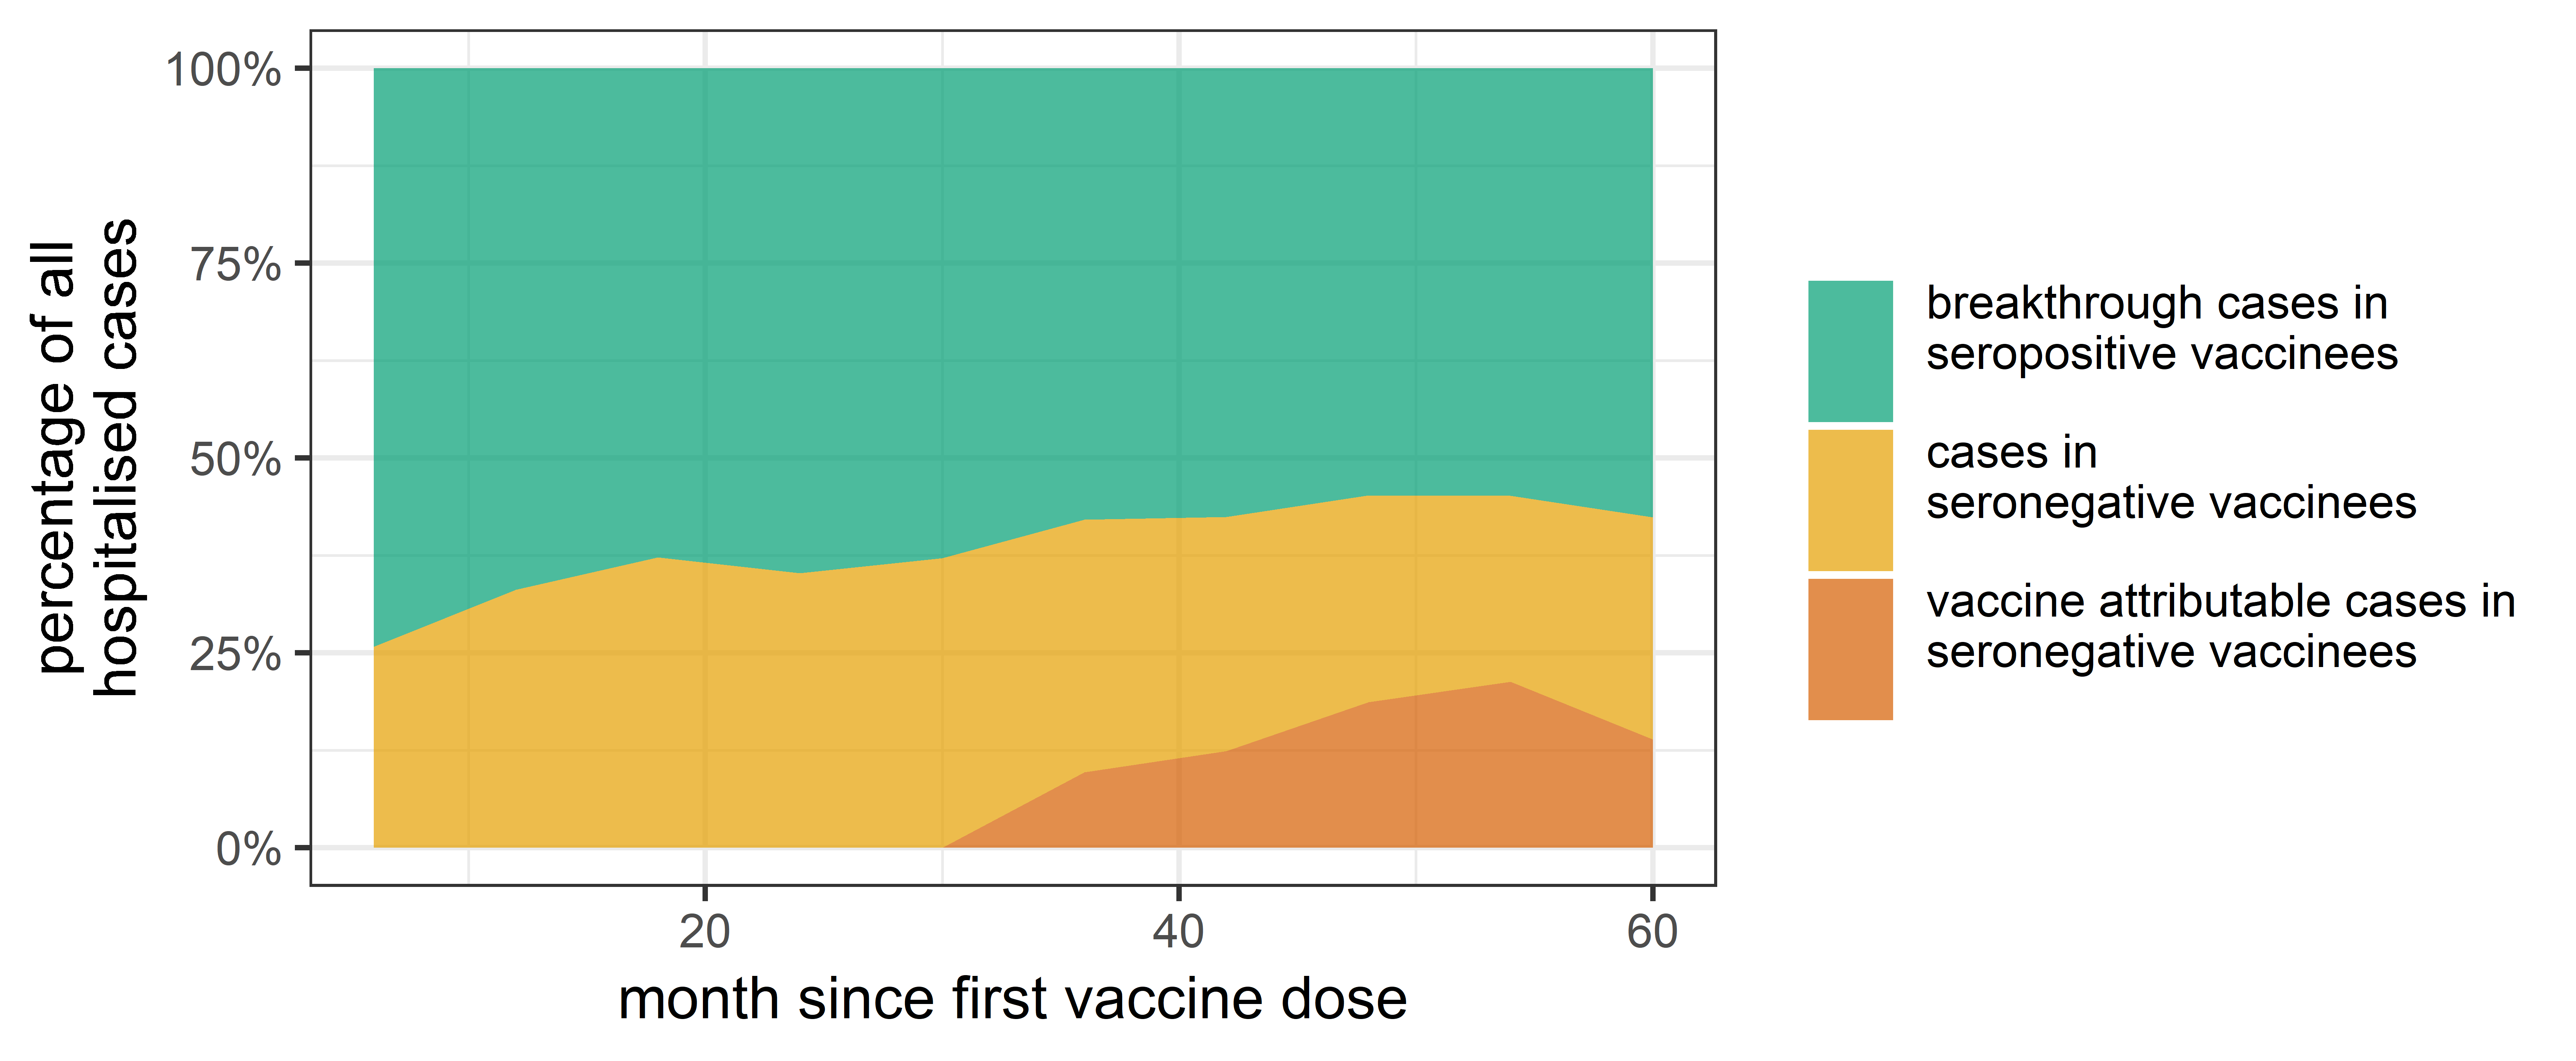 percentage of all
hospitalised cases
100%
75%
50%
25%
0%
20
40
60
month since first vaccine dose
breakthrough cases in
seropositive vaccinees
cases in
seronegative vaccinees
vaccine attributable cases in
seronegative vaccinees